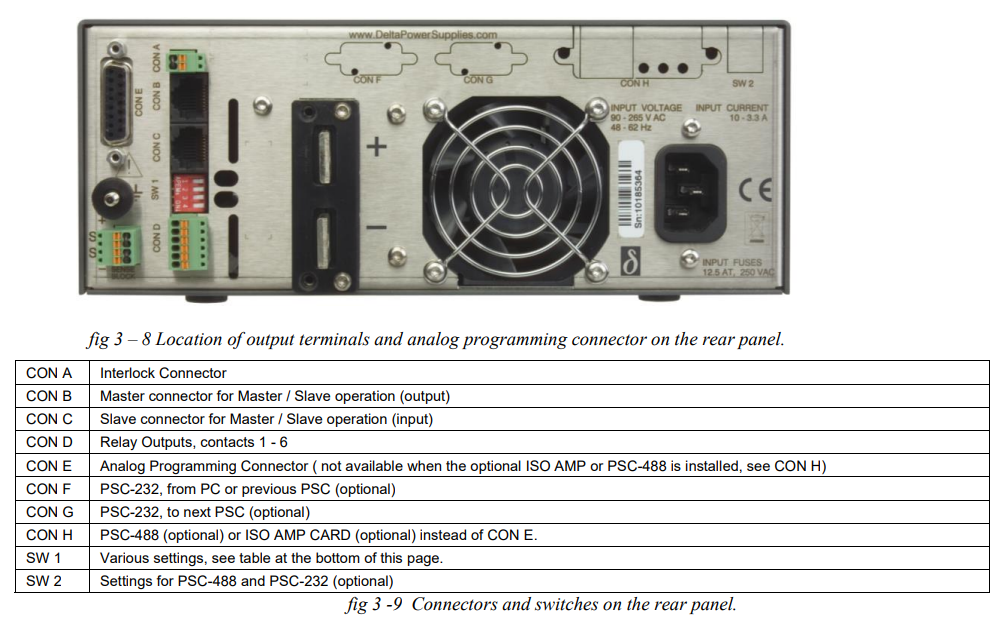 www.DeltaPowerSupplies.com
CON A
CON F
CON G
CON H
SW 2
CON E
CON B
INPUT VOLTAGE
90 - 265 V AC
48 - 62 Hz
INPUT CURRENT
10 - 3.3 A
CON C
+
Sn:10185364
CE
SW 1
CON D
+
-
S
S
-
δ
SENSE
BLOCK
INPUT FUSES
12.5 AT, 250 VAC
fig 3 – 8 Location of output terminals and analog programming connector on the rear panel.
CON A Interlock Connector
CON B Master connector for Master / Slave operation (output)
CON C Slave connector for Master / Slave operation (input)
CON D Relay Outputs, contacts 1 - 6
CON E Analog Programming Connector ( not available when the optional ISO AMP or PSC-488 is installed, see CON H)
CON F PSC-232, from PC or previous PSC (optional)
CON G PSC-232, to next PSC (optional)
CON H PSC-488 (optional) or ISO AMP CARD (optional) instead of CON E.
SW 1 Various settings, see table at the bottom of this page.
SW 2 Settings for PSC-488 and PSC-232 (optional)
fig 3 -9 Connectors and switches on the rear panel.